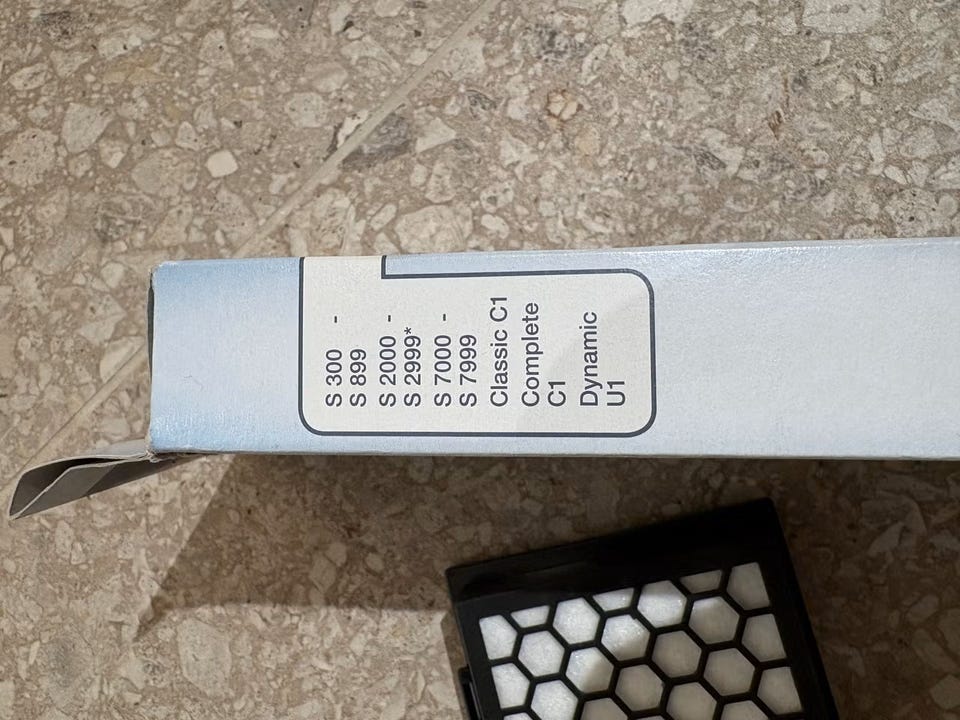 S 300 -
S 899
S 2000 -
S 2999*
S 7000 -
S 7999
Classic C1
Complete
C1
Dynamic
U1